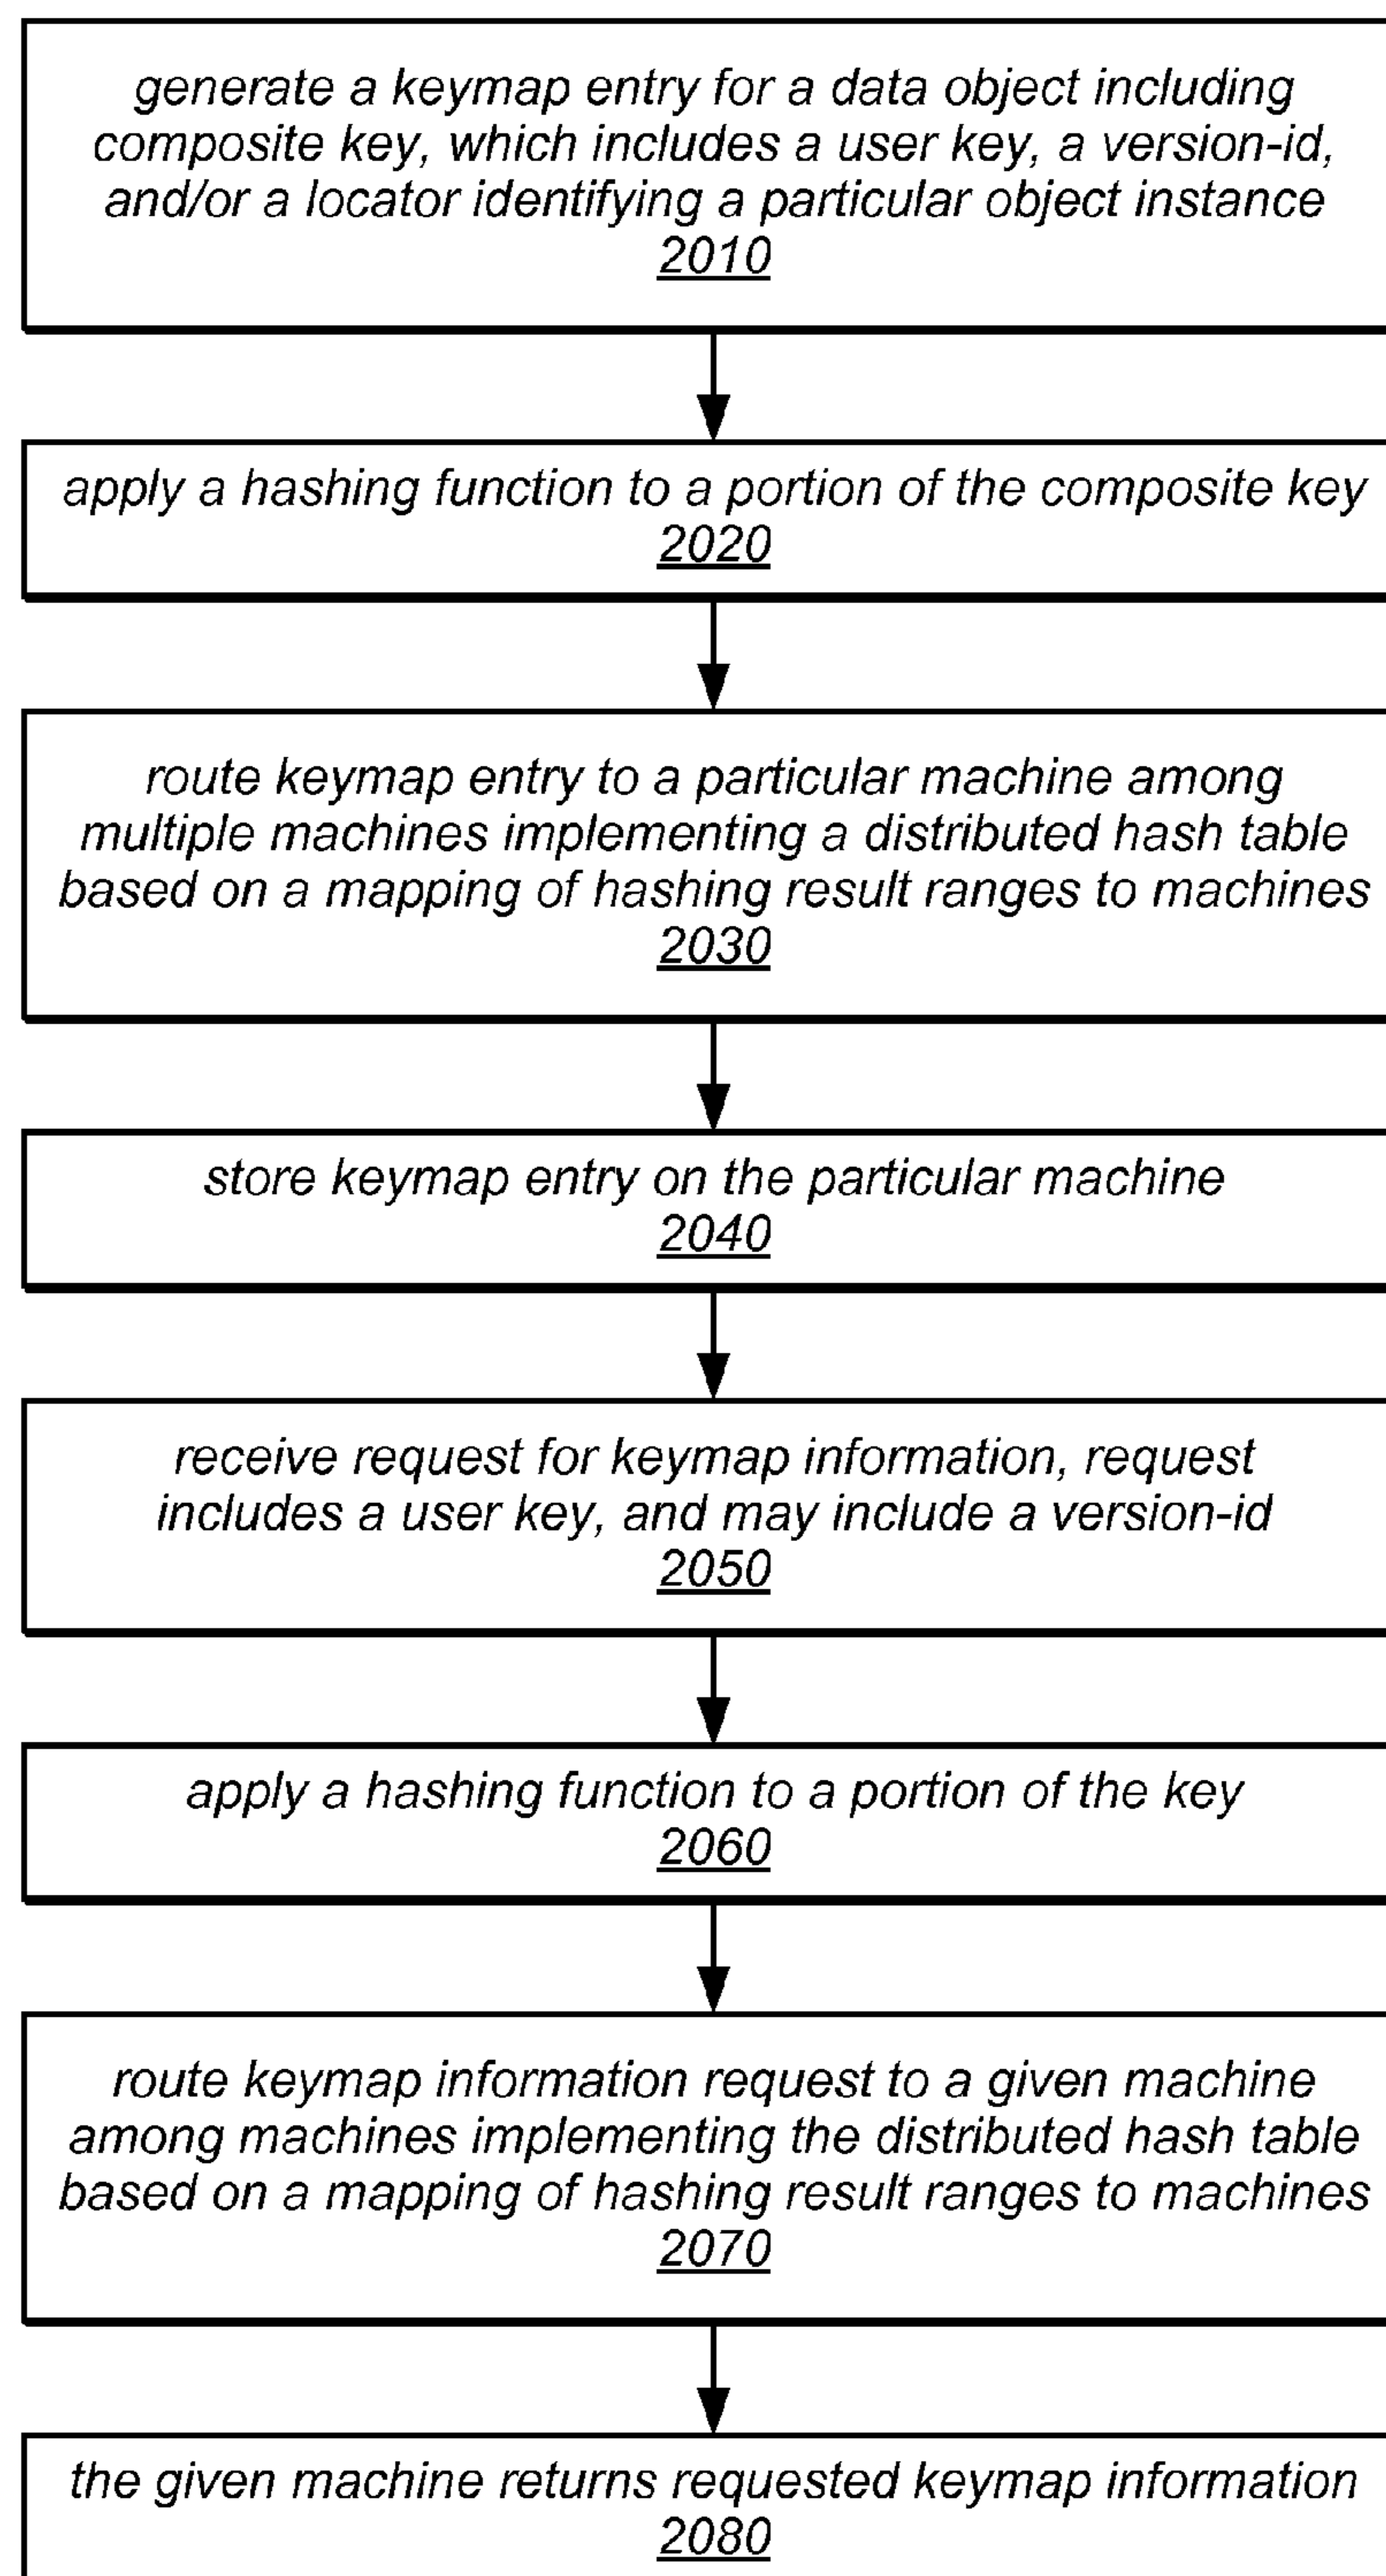 generate a keymap entry for a data object including
composite key, which includes a user key, a version-id,
and/or a locator identifying a particular object instance
2010
apply a hashing function to a portion of the composite key
2020
route keymap entry to a particular machine among
multiple machines implementing a distributed hash table
based on a mapping of hashing result ranges to machines
2030
store keymap entry on the particular machine
2040
receive request for keymap information, request
includes a user key, and may include a version-id
2050
apply a hashing function to a portion of the key
2060
route keymap information request to a given machine
among machines implementing the distributed hash table
based on a mapping of hashing result ranges to machines
2070
the given machine returns requested keymap information
2080